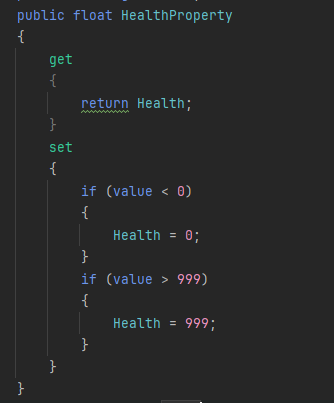 public float HealthProperty
{
get
{
return Health;
}
set
{
if (value < 0)
{
Health = 0;
}
if (value > 999)
{
Health = 999;
}
}
}